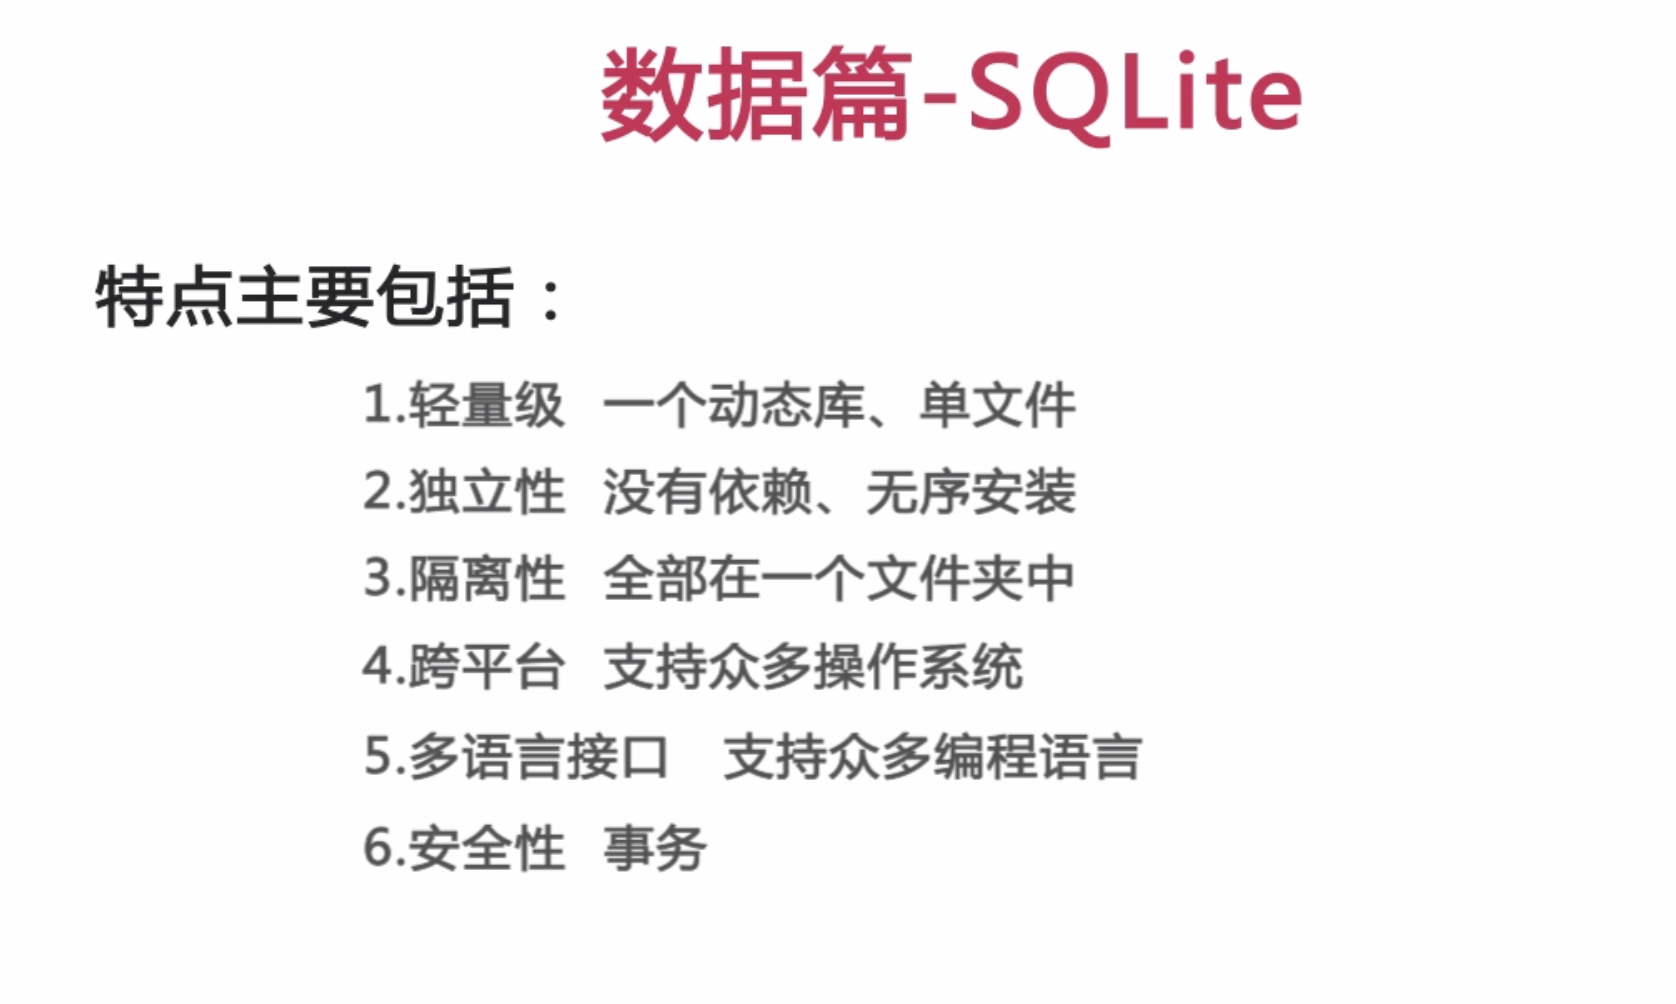 数据篇-SQLite
特点主要包括：
1.轻量级 一个动态库、单文件
2.独立性 没有依赖、无序安装
3.隔离性 全部在一个文件夹中
4.跨平台 支持众多操作系统
5.多语言接口 支持众多编程语言
6.安全性 事务